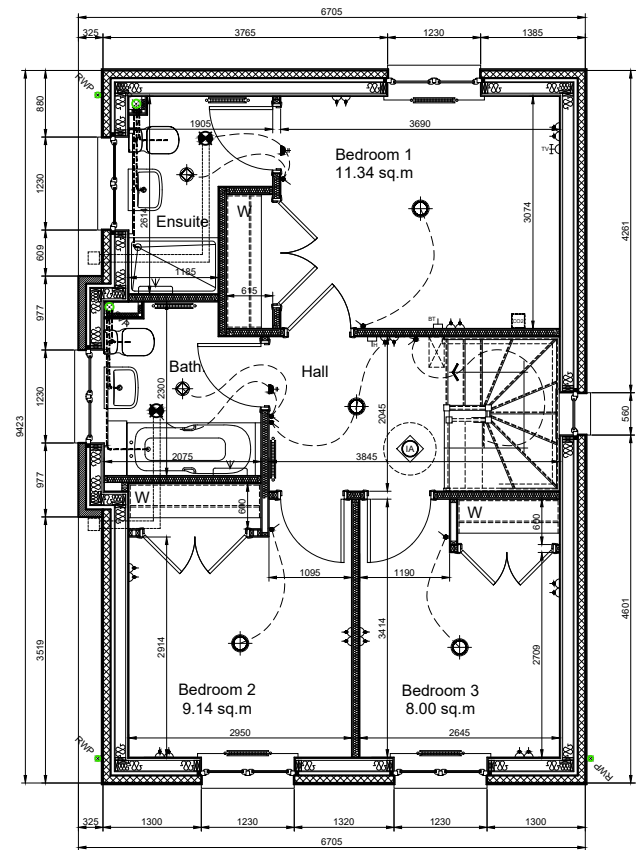 6705
325 3765 1230 1385
RWP
880
1905 3690
Bedroom 1
11.34 sq.m
TV
1230
W
3074
2614
Ensuite
4261
609
1185
615
977
BT
CO2
Bath.
Hall
9423
1230
2300
2045
560
IA
2075 3845
977
W
600
W
600
1095 1190
4601
3519
2914
3414
2709
Bedroom 2
9.14 sq.m
Bedroom 3
8.00 sq.m
2950 2645
RWP
RWP
325 1300 1230 1320 1230 1300
6705